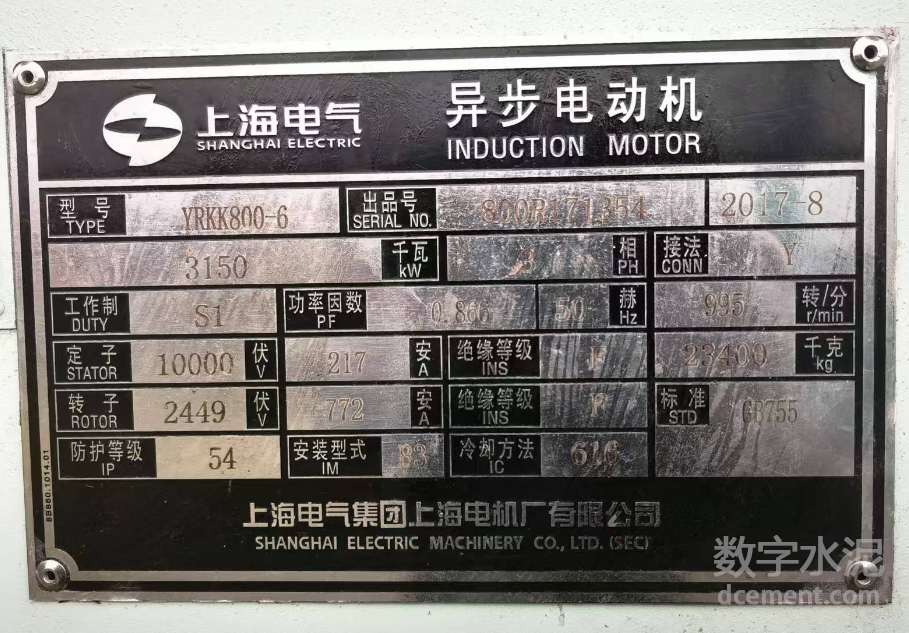 上海电气
SHANGHAI ELECTRIC
异步电动机
INDUCTION MOTOR
型号 TYPE YRKK800-6 出品号 SERIAL NO. 800R171354 2017-8
3150 千瓦 kW 3 相 PH 接法 CONN Y
工作制 DUTY S1 功率因数 PF 0.866 50 赫 Hz 995 转/分 r/min
定子 STATOR 10000 伏 V 217 安 A 绝缘等级 INS F 23400 千克 kg
转子 ROTOR 2449 伏 V 772 安 A 绝缘等级 INS F 标准 STD GB755
防护等级 IP 54 安装型式 IM B3 冷却方法 IC 616
8B860.1014.01
上海电气集团上海电机厂有限公司
SHANGHAI ELECTRIC MACHINERY CO., LTD. (SEC)
数字水泥
dcement.com